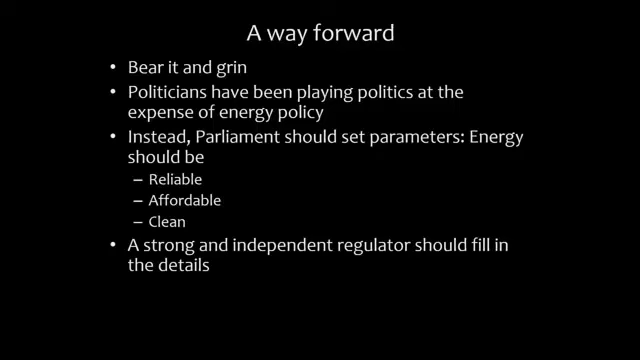 A way forward
• Bear it and grin
• Politicians have been playing politics at the
expense of energy policy
• Instead, Parliament should set parameters: Energy
should be
– Reliable
– Affordable
– Clean
• A strong and independent regulator should fill in
the details